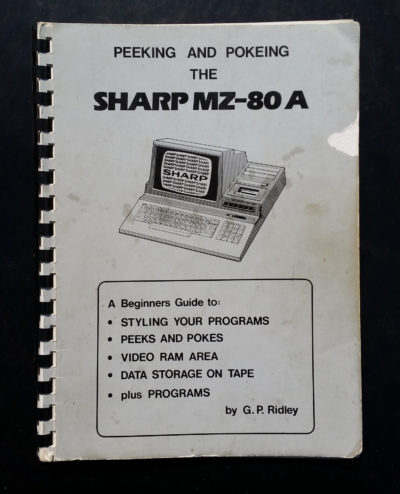 PEEKING AND POKEING
THE
SHARP MZ-80 A
SHARP
A Beginners Guide to:
• STYLING YOUR PROGRAMS
• PEEKS AND POKES
• VIDEO RAM AREA
• DATA STORAGE ON TAPE
• plus PROGRAMS
by G.P. Ridley